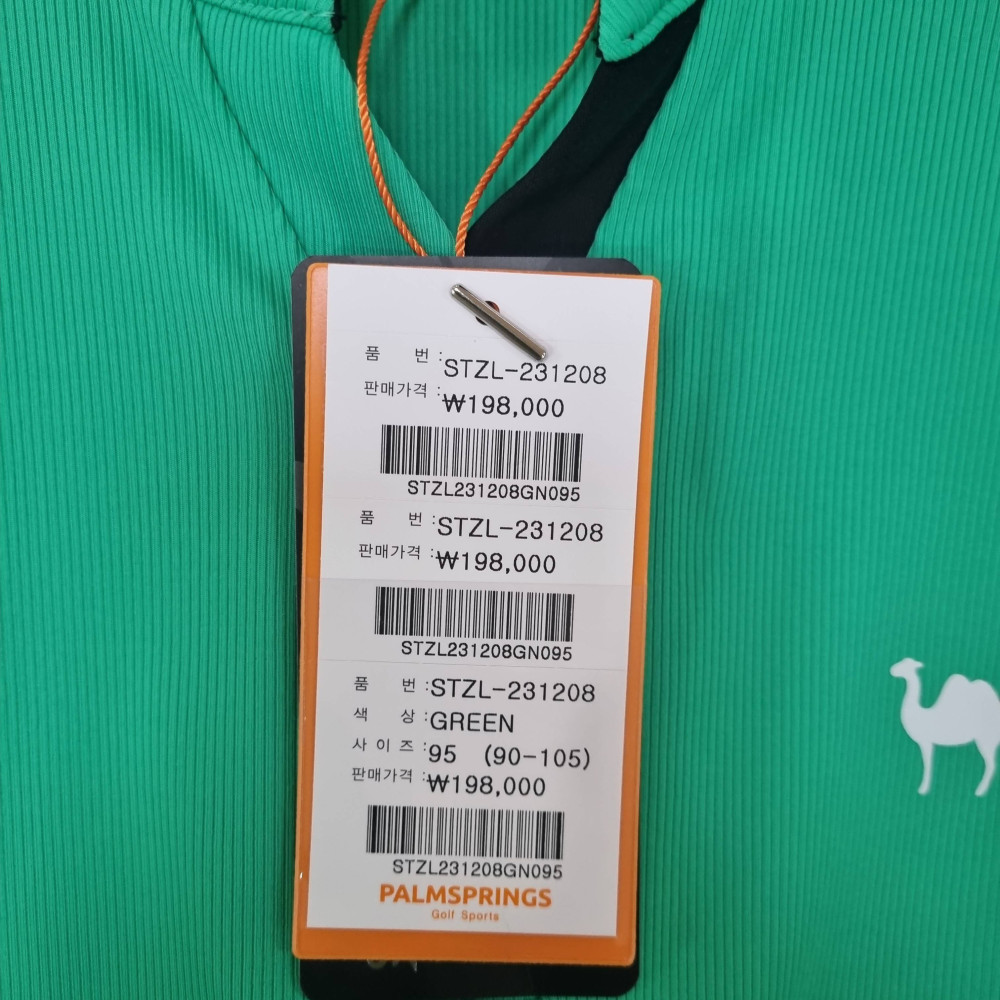 품 번 : STZL-231208
판매가격 : ₩198,000
STZL231208GN095
품 번 : STZL-231208
판매가격 : ₩198,000
STZL231208GN095
품 번 : STZL-231208
색 상 : GREEN
사 이 즈 : 95 (90-105)
판매가격 : ₩198,000
STZL231208GN095
PALMSPRINGS
Golf Sports